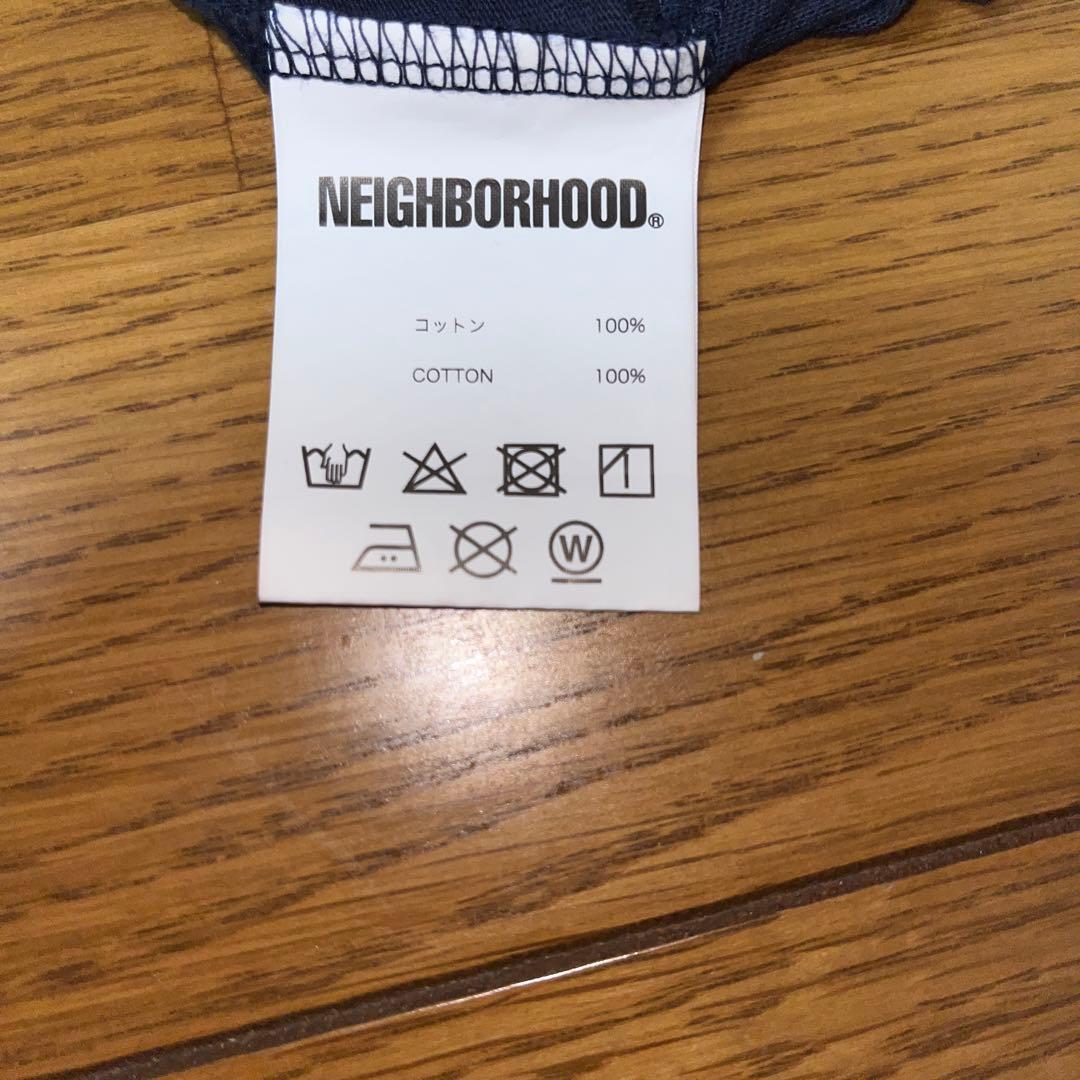 NEIGHBORHOOD®
コットン 100%
COTTON 100%
W